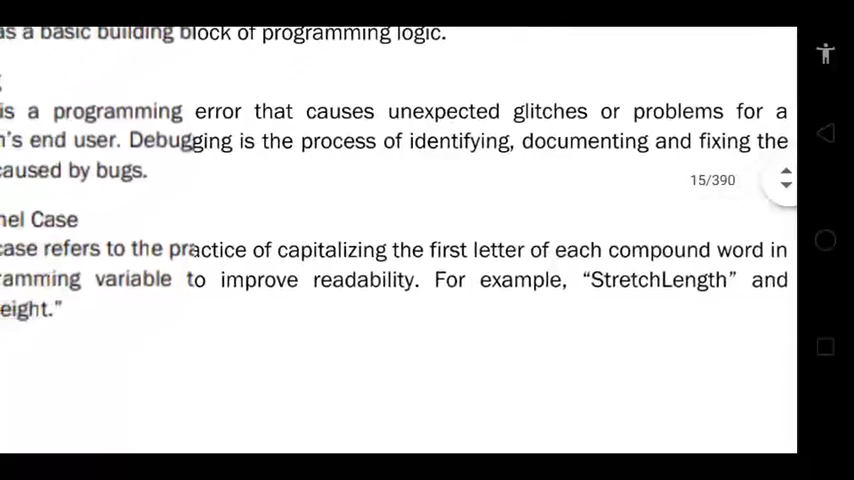 as a basic building block of programming logic.
is a programming error that causes unexpected glitches or problems for a
n's end user. Debugging is the process of identifying, documenting and fixing the
caused by bugs.
15/390
nel Case
case refers to the practice of capitalizing the first letter of each compound word in
ramming variable to improve readability. For example, “StretchLength” and
eight.”